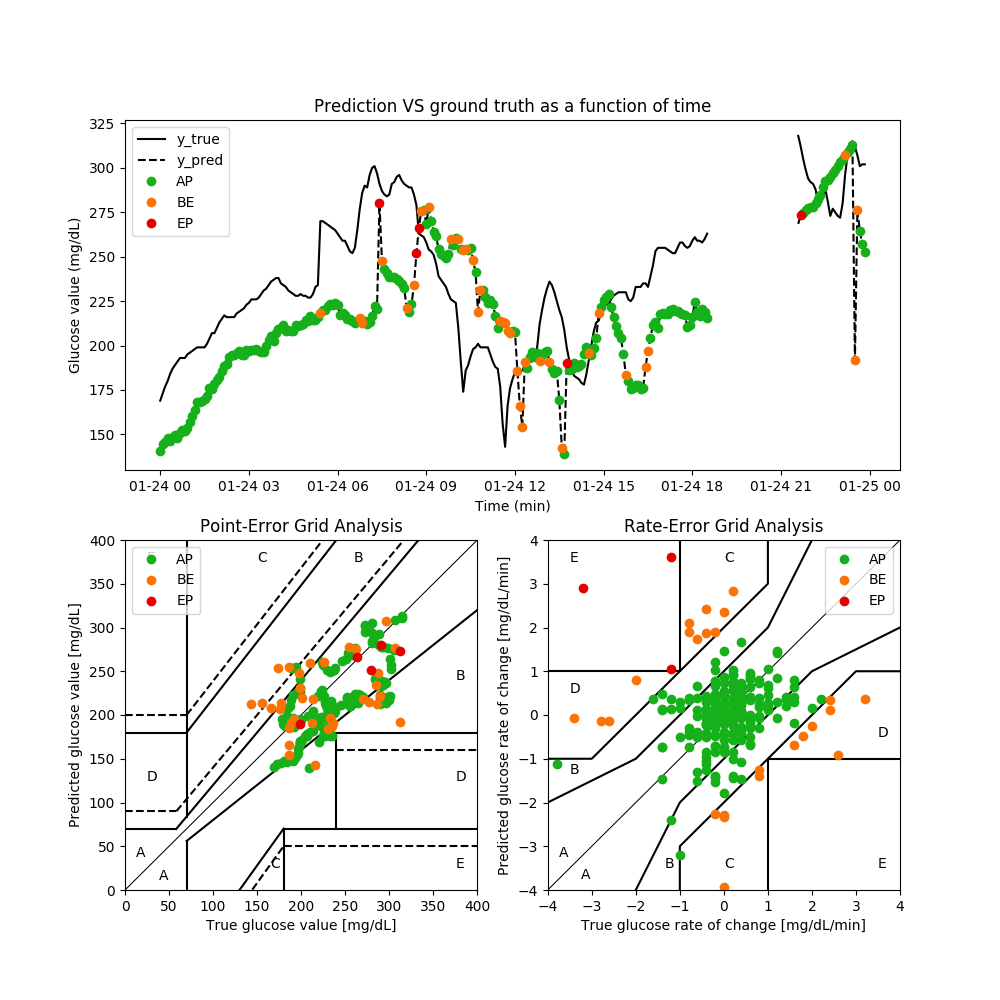 Prediction VS ground truth as a function of time
Glucose value (mg/dL)
325
300
275
250
225
200
175
150
y_true
y_pred
AP
BE
EP
01-24 00 01-24 03 01-24 06 01-24 09 01-24 12 01-24 15 01-24 18 01-24 21 01-25 00
Time (min)
Point-Error Grid Analysis
Predicted glucose value [mg/dL]
400
350
300
250
200
150
100
50
0
AP
BE
EP
C
B
B
D
D
A
A
C
E
0 50 100 150 200 250 300 350 400
True glucose value [mg/dL]
Rate-Error Grid Analysis
Predicted glucose rate of change [mg/dL/min]
4
3
2
1
0
−1
−2
−3
−4
E
C
AP
BE
EP
D
D
B
A
A
B
C
E
−4 −3 −2 −1 0 1 2 3 4
True glucose rate of change [mg/dL/min]